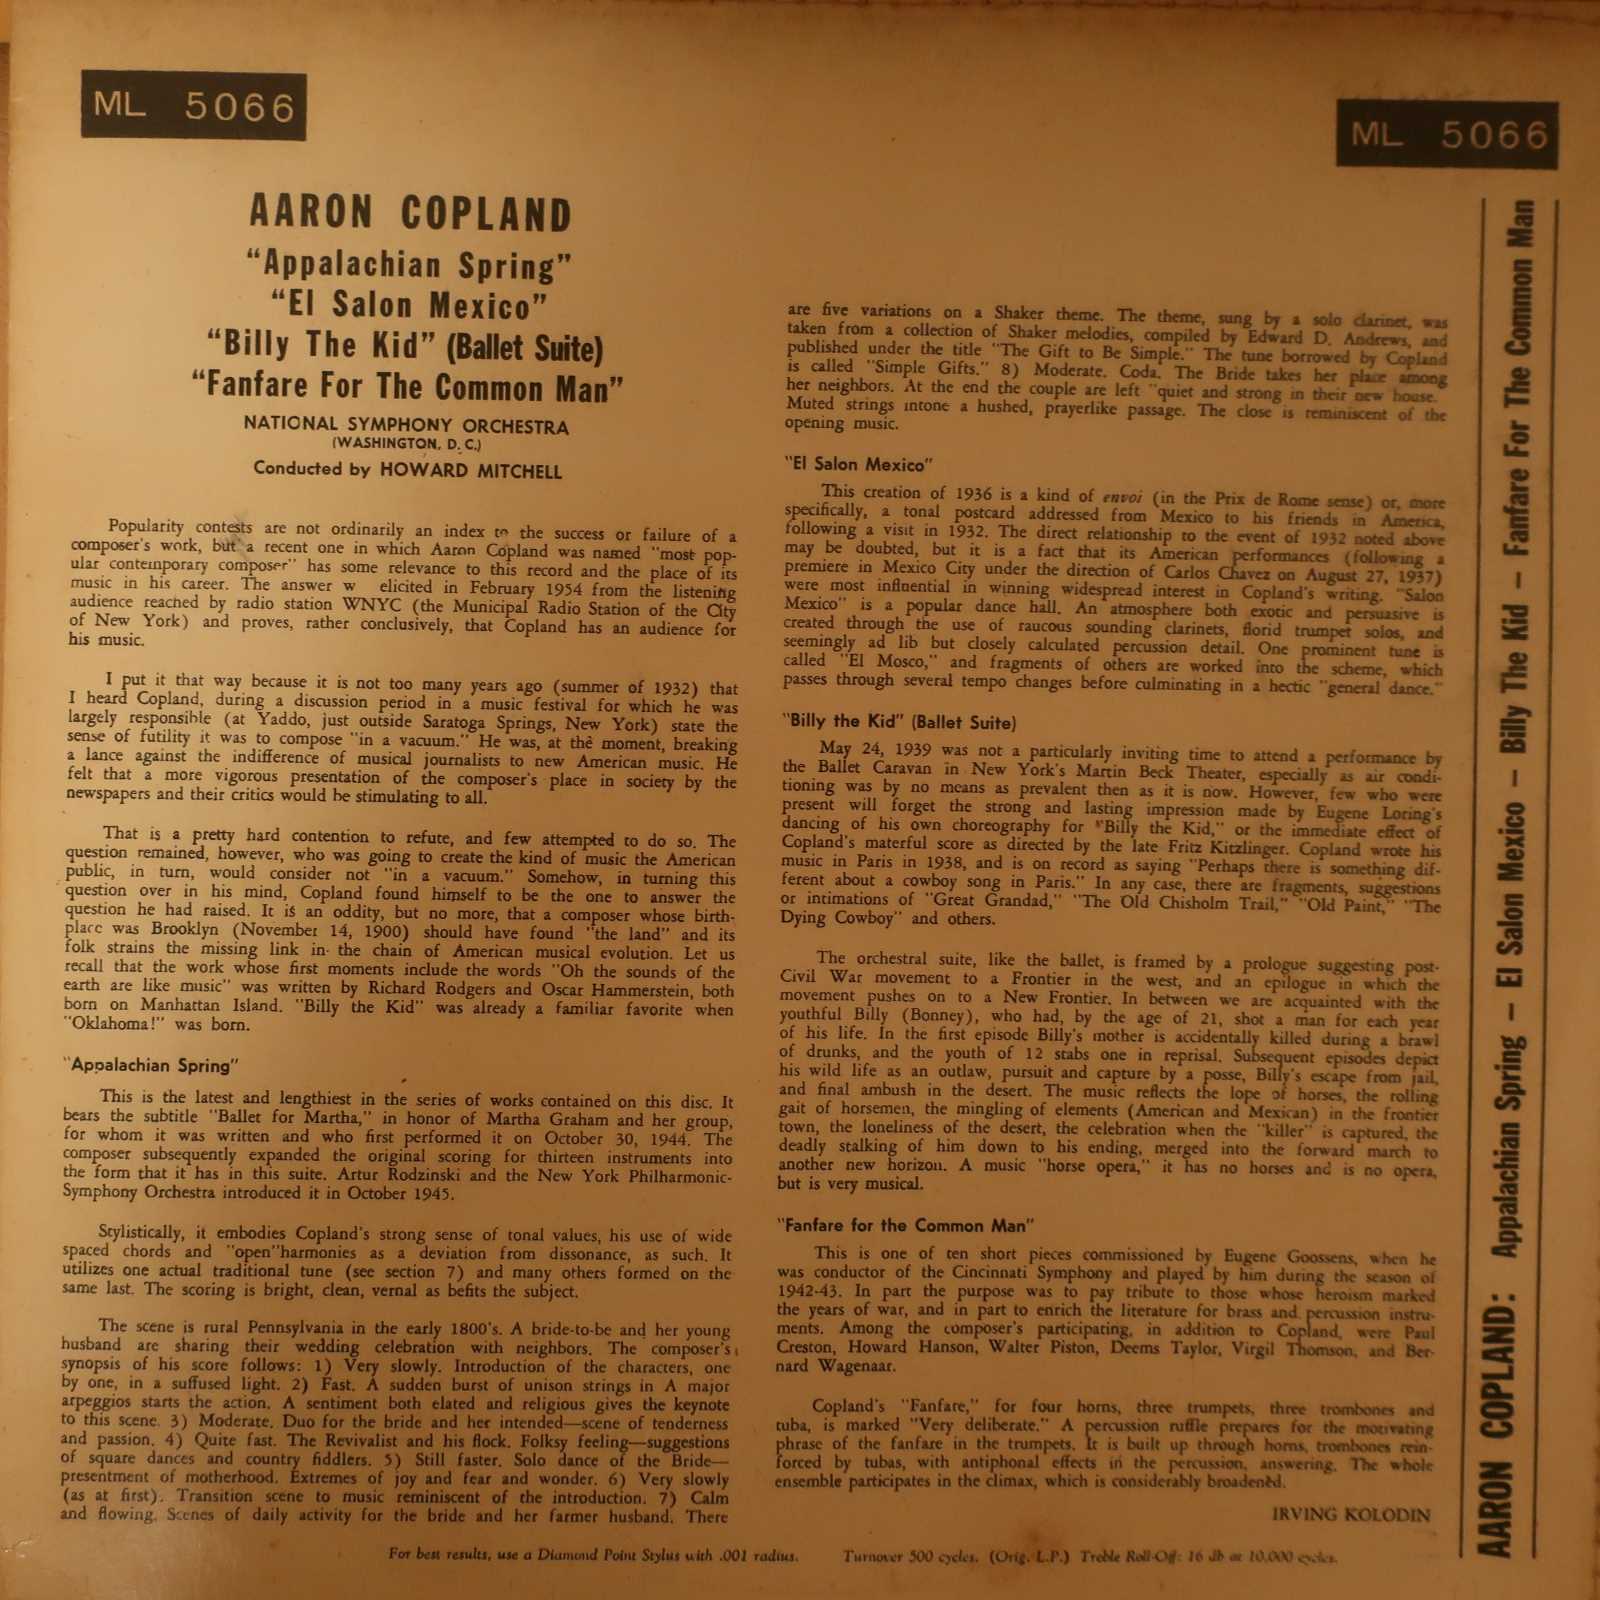 ML 5066
ML 5066
AARON COPLAND
“Appalachian Spring”
“El Salon Mexico”
“Billy The Kid” (Ballet Suite)
“Fanfare For The Common Man”
NATIONAL SYMPHONY ORCHESTRA
(WASHINGTON, D. C.)
Conducted by HOWARD MITCHELL
Popularity contests are not ordinarily an index to the success or failure of a
composer's work, but a recent one in which Aaron Copland was named "most pop-
ular contemporary composer" has some relevance to this record and the place of its
music in his career. The answer w elicited in February 1954 from the listening
audience reached by radio station WNYC (the Municipal Radio Station of the City
of New York) and proves, rather conclusively, that Copland has an audience for
his music.
I put it that way because it is not too many years ago (summer of 1932) that
I heard Copland, during a discussion period in a music festival for which he was
largely responsible (at Yaddo, just outside Saratoga Springs, New York) state the
sense of futility it was to compose "in a vacuum." He was, at the moment, breaking
a lance against the indifference of musical journalists to new American music. He
felt that a more vigorous presentation of the composer's place in society by the
newspapers and their critics would be stimulating to all.
That is a pretty hard contention to refute, and few attempted to do so. The
question remained, however, who was going to create the kind of music the American
public, in turn, would consider not "in a vacuum." Somehow, in turning this
question over in his mind, Copland found himself to be the one to answer the
question he had raised. It is an oddity, but no more, that a composer whose birth-
place was Brooklyn (November 14, 1900) should have found "the land" and its
folk strains the missing link in the chain of American musical evolution. Let us
recall that the work whose first moments include the words "Oh the sounds of the
earth are like music" was written by Richard Rodgers and Oscar Hammerstein, both
born on Manhattan Island. "Billy the Kid" was already a familiar favorite when
"Oklahoma!" was born.
"Appalachian Spring"
This is the latest and lengthiest in the series of works contained on this disc. It
bears the subtitle "Ballet for Martha," in honor of Martha Graham and her group,
for whom it was written and who first performed it on October 30, 1944. The
composer subsequently expanded the original scoring for thirteen instruments into
the form that it has in this suite. Artur Rodzinski and the New York Philharmonic-
Symphony Orchestra introduced it in October 1945.
Stylistically, it embodies Copland's strong sense of tonal values, his use of wide
spaced chords and "open"harmonies as a deviation from dissonance, as such. It
utilizes one actual traditional tune (see section 7) and many others formed on the
same last. The scoring is bright, clean, vernal as befits the subject.
The scene is rural Pennsylvania in the early 1800's. A bride-to-be and her young
husband are sharing their wedding celebration with neighbors. The composer's
synopsis of his score follows: 1) Very slowly. Introduction of the characters, one
by one, in a suffused light. 2) Fast. A sudden burst of unison strings in A major
arpeggios starts the action. A sentiment both elated and religious gives the keynote
to this scene. 3) Moderate. Duo for the bride and her intended—scene of tenderness
and passion. 4) Quite fast. The Revivalist and his flock. Folksy feeling—suggestions
of square dances and country fiddlers. 5) Still faster. Solo dance of the Bride—
presentment of motherhood. Extremes of joy and fear and wonder. 6) Very slowly
(as at first). Transition scene to music reminiscent of the introduction. 7) Calm
and flowing. Scenes of daily activity for the bride and her farmer husband. There
are five variations on a Shaker theme. The theme, sung by a solo clarinet, was
taken from a collection of Shaker melodies, compiled by Edward D. Andrews, and
published under the title "The Gift to Be Simple." The tune borrowed by Copland
is called "Simple Gifts." 8) Moderate. Coda. The Bride takes her place among
her neighbors. At the end the couple are left "quiet and strong in their new house.
Muted strings intone a hushed, prayerlike passage. The close is reminiscent of the
opening music.
"El Salon Mexico"
This creation of 1936 is a kind of envoi (in the Prix de Rome sense) or, more
specifically, a tonal postcard addressed from Mexico to his friends in America,
following a visit in 1932. The direct relationship to the event of 1932 noted above
may be doubted, but it is a fact that its American performances (following a
premiere in Mexico City under the direction of Carlos Chavez on August 27, 1937)
were most influential in winning widespread interest in Copland's writing. "Salon
Mexico" is a popular dance hall. An atmosphere both exotic and persuasive is
created through the use of raucous sounding clarinets, florid trumpet solos, and
seemingly ad lib but closely calculated percussion detail. One prominent tune is
called "El Mosco," and fragments of others are worked into the scheme, which
passes through several tempo changes before culminating in a hectic "general dance."
"Billy the Kid" (Ballet Suite)
May 24, 1939 was not a particularly inviting time to attend a performance by
the Ballet Caravan in New York's Martin Beck Theater, especially as air condi-
tioning was by no means as prevalent then as it is now. However, few who were
present will forget the strong and lasting impression made by Eugene Loring's
dancing of his own choreography for "Billy the Kid," or the immediate effect of
Copland's materful score as directed by the late Fritz Kitzlinger. Copland wrote his
music in Paris in 1938, and is on record as saying "Perhaps there is something dif-
ferent about a cowboy song in Paris." In any case, there are fragments, suggestions
or intimations of "Great Grandad," "The Old Chisholm Trail," "Old Paint," "The
Dying Cowboy" and others.
The orchestral suite, like the ballet, is framed by a prologue suggesting post-
Civil War movement to a Frontier in the west, and an epilogue in which the
movement pushes on to a New Frontier. In between we are acquainted with the
youthful Billy (Bonney), who had, by the age of 21, shot a man for each year
of his life. In the first episode Billy's mother is accidentally killed during a brawl
of drunks, and the youth of 12 stabs one in reprisal. Subsequent episodes depict
his wild life as an outlaw, pursuit and capture by a posse, Billy's escape from jail,
and final ambush in the desert. The music reflects the lope of horses, the rolling
gait of horsemen, the mingling of elements (American and Mexican) in the frontier
town, the loneliness of the desert, the celebration when the "killer" is captured, the
deadly stalking of him down to his ending, merged into the forward march to
another new horizon. A music "horse opera," it has no horses and is no opera,
but is very musical.
"Fanfare for the Common Man"
This is one of ten short pieces commissioned by Eugene Goossens, when he
was conductor of the Cincinnati Symphony and played by him during the season of
1942-43. In part the purpose was to pay tribute to those whose heroism marked
the years of war, and in part to enrich the literature for brass and percussion instru-
ments. Among the composer's participating, in addition to Copland, were Paul
Creston, Howard Hanson, Walter Piston, Deems Taylor, Virgil Thomson, and Ber-
nard Wagenaar.
Copland's "Fanfare," for four horns, three trumpets, three trombones and
tuba, is marked "Very deliberate." A percussion ruffle prepares for the motivating
phrase of the fanfare in the trumpets. It is built up through horns, trombones rein-
forced by tubas, with antiphonal effects in the percussion, answering. The whole
ensemble participates in the climax, which is considerably broadened.
IRVING KOLODIN
For best results, use a Diamond Point Stylus with .001 radius. Turnover 500 cycles. (Orig. L.P.) Treble Roll-Off: 16 db at 10,000 cycles.
AARON COPLAND: Appalachian Spring – El Salon Mexico – Billy The Kid – Fanfare For The Common Man